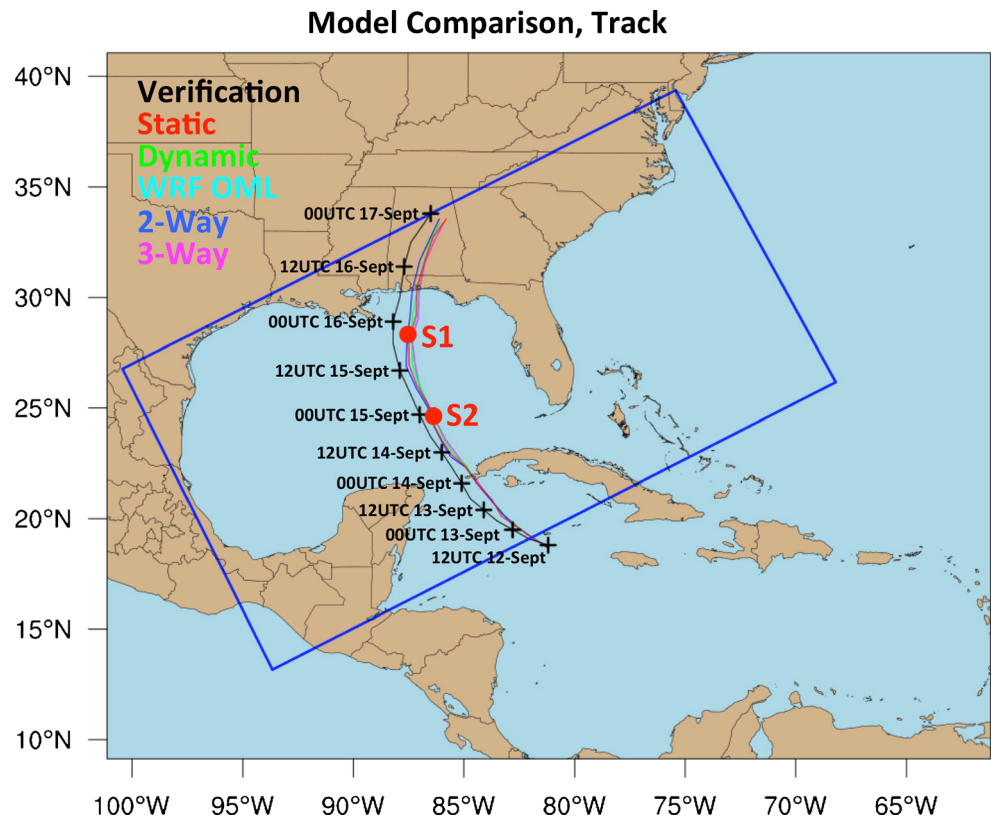 Model Comparison, Track
40°N
Verification
Static
Dynamic
WRF OML
2-Way
3-Way
35°N
00UTC 17-Sept
12UTC 16-Sept
30°N
00UTC 16-Sept
S1
12UTC 15-Sept
25°N
00UTC 15-Sept
S2
12UTC 14-Sept
00UTC 14-Sept
20°N
12UTC 13-Sept
00UTC 13-Sept
12UTC 12-Sept
15°N
10°N
100°W 95°W 90°W 85°W 80°W 75°W 70°W 65°W